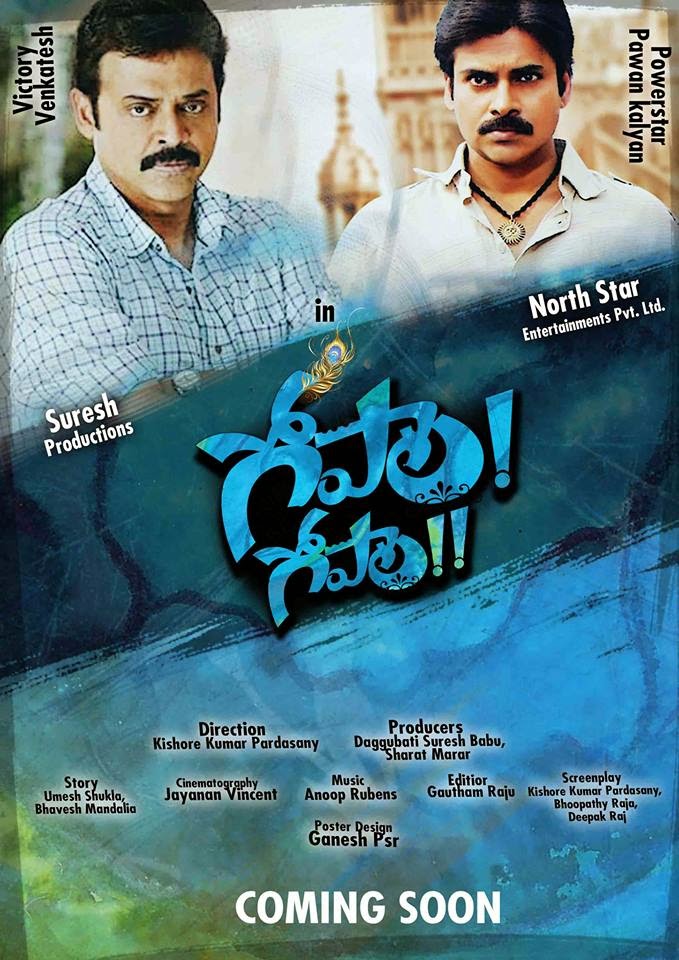 Victory
Venkatesh
Powerstar
Pawan kalyan
in
North Star
Entertainments Pvt. Ltd.
Suresh
Productions
గోపాల!
గోపాల!!
Direction
Kishore Kumar Pardasany
Producers
Daggubati Suresh Babu,
Sharat Marar
Story
Umesh Shukla,
Bhavesh Mandalia
Cinematography
Jayanan Vincent
Music
Anoop Rubens
Editior
Gautham Raju
Screenplay
Kishore Kumar Pardasany,
Bhoopathy Raja,
Deepak Raj
Poster Design
Ganesh Psr
COMING SOON